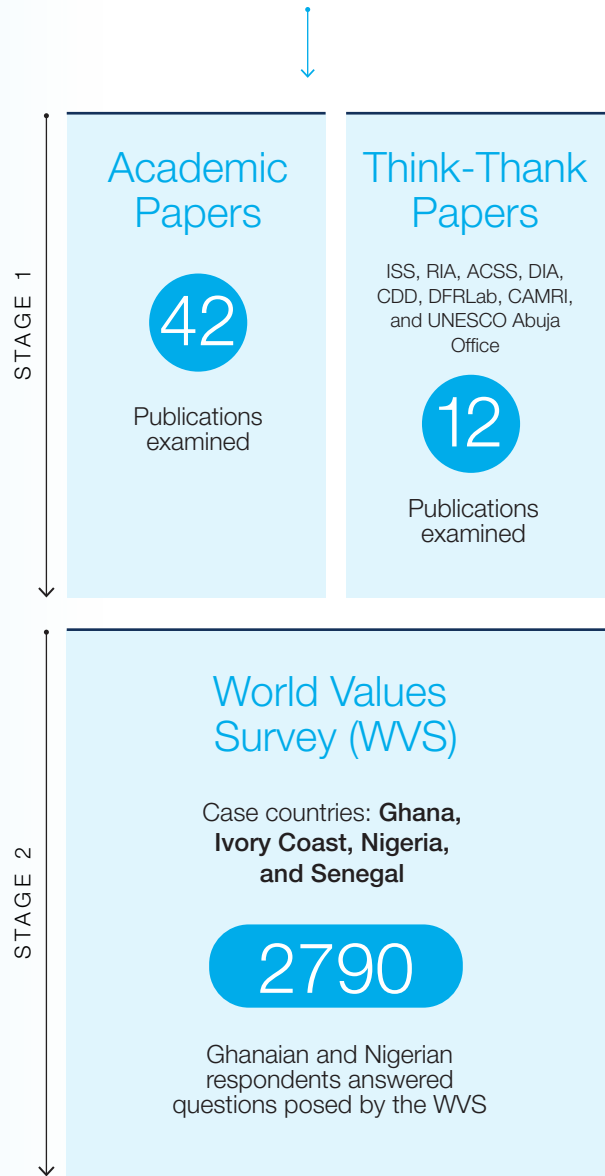 STAGE 1
Academic
Papers
42
Publications
examined
Think-Thank
Papers
ISS, RIA, ACSS, DIA,
CDD, DFRLab, CAMRI,
and UNESCO Abuja
Office
12
Publications
examined
STAGE 2
World Values
Survey (WVS)
Case countries: Ghana,
Ivory Coast, Nigeria,
and Senegal
2790
Ghanaian and Nigerian
respondents answered
questions posed by the WVS